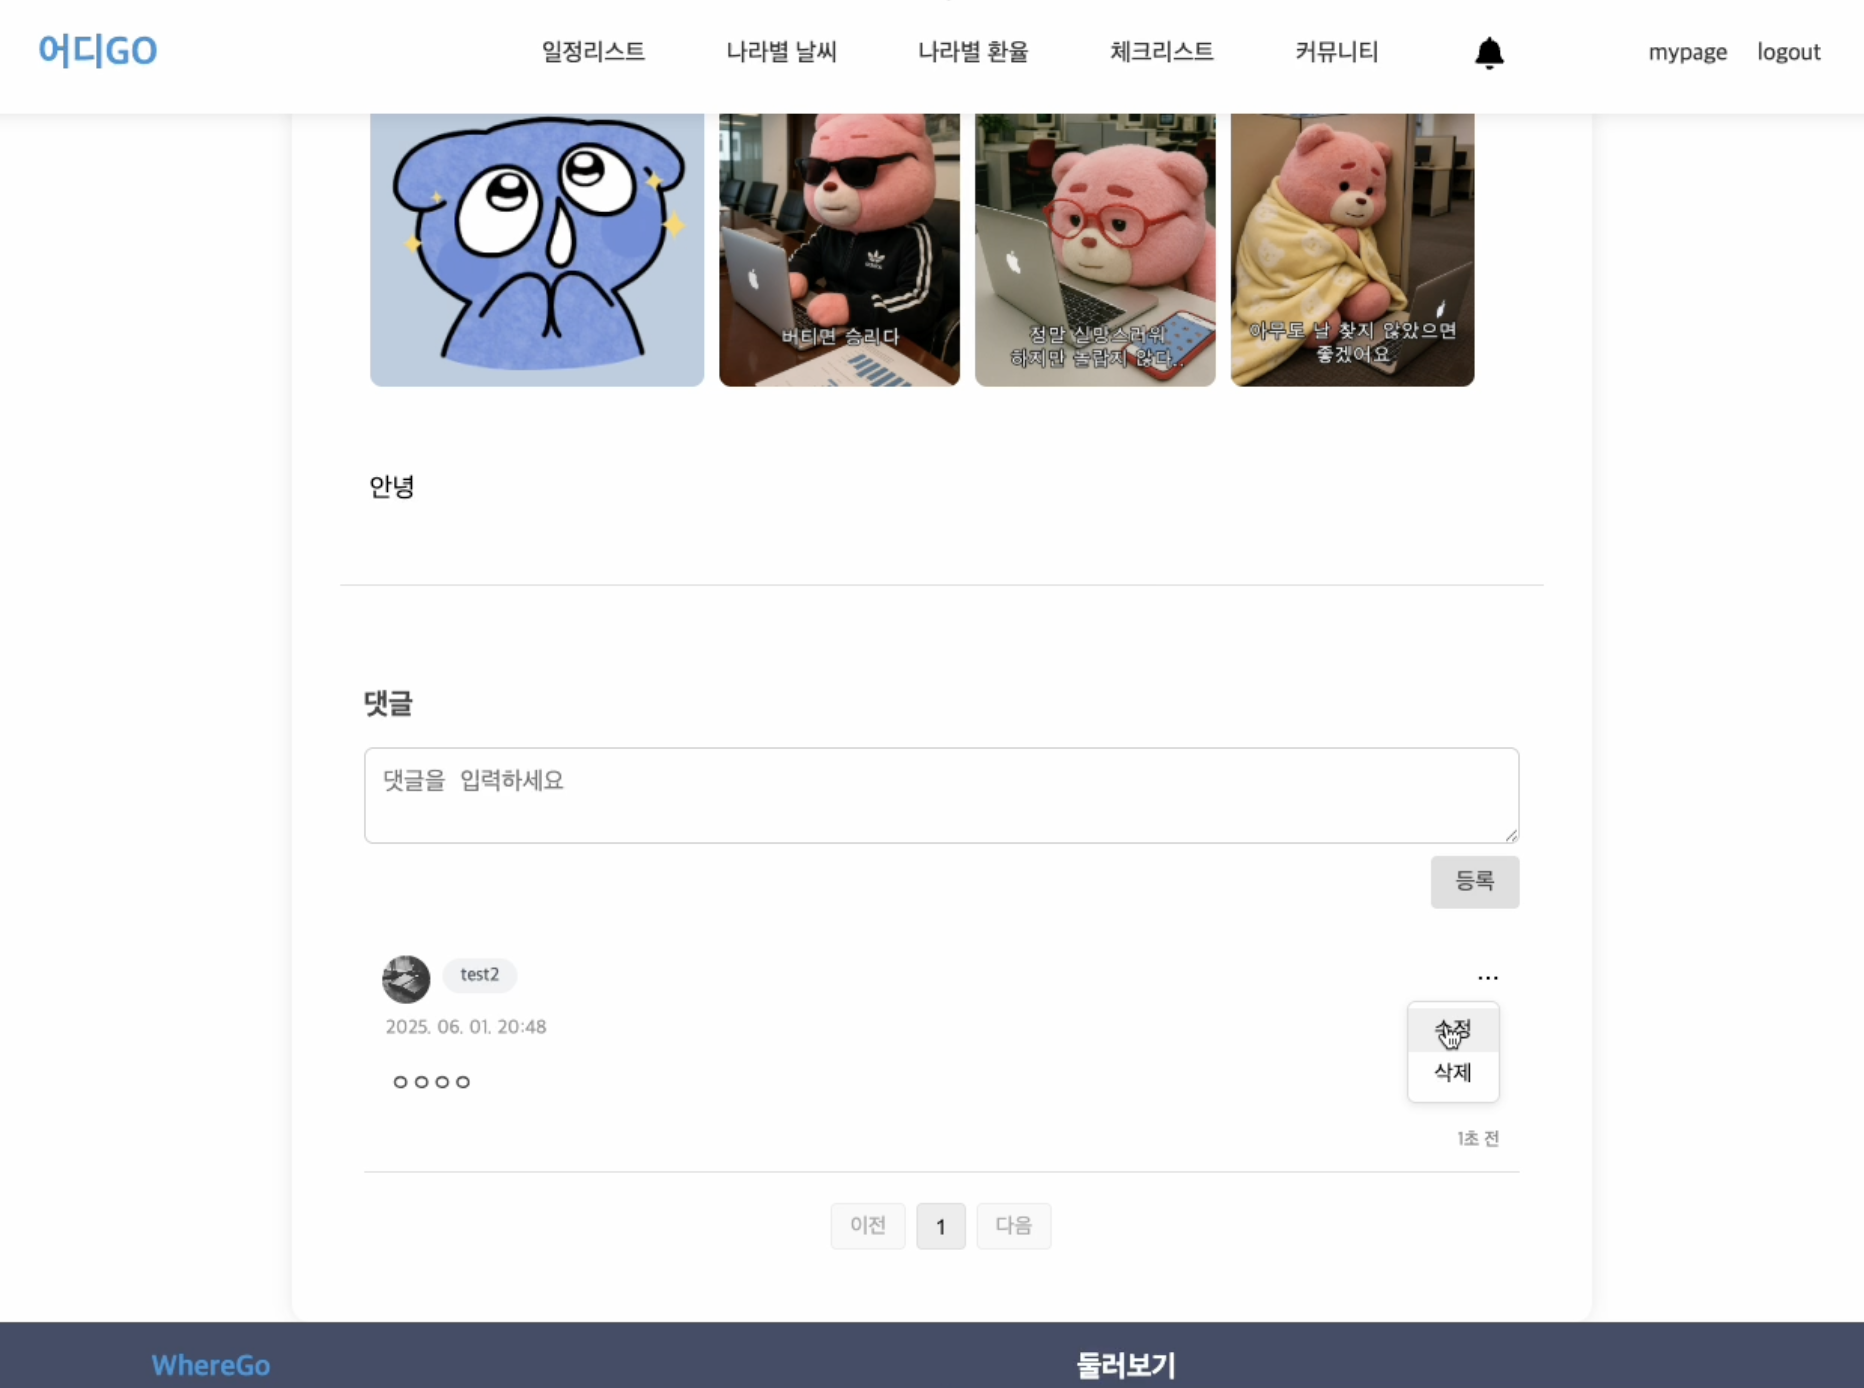 어디GO
일정리스트
나라별 날씨
나라별 환율
체크리스트
커뮤니티
mypage
logout
버티면 승리다
정말 실망스러워
하지만 놀랍지 않다..
아무도 날 찾지 않았으면
좋겠어요
안녕
댓글
댓글을 입력하세요
등록
test2
...
2025. 06. 01. 20:48
수정
삭제
ㅇㅇㅇㅇ
1초 전
이전
1
다음
WhereGo
둘러보기